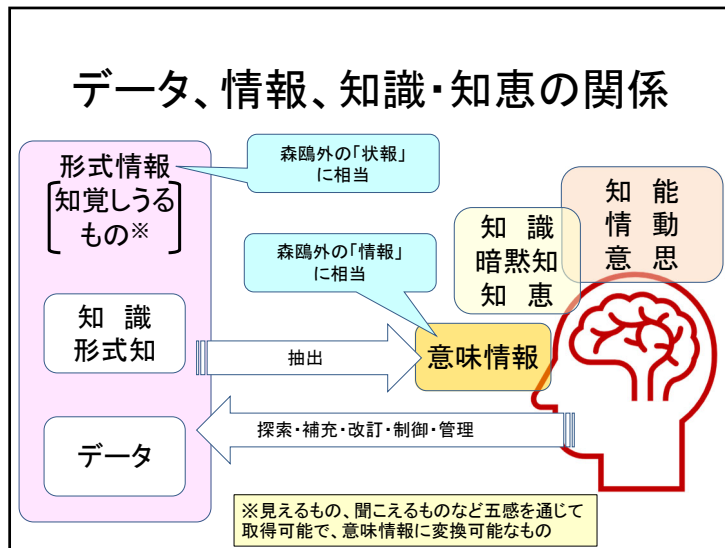 データ、情報、知識・知恵の関係
形式情報
知覚しうる
もの※
森鴎外の「状報」
に相当
森鴎外の「情報」
に相当
知 識
形式知
データ
抽出
意味情報
知 識
暗黙知
知 恵
知 能
情 動
意 思
探索・補充・改訂・制御・管理
※見えるもの、聞こえるものなど五感を通じて
取得可能で、意味情報に変換可能なもの